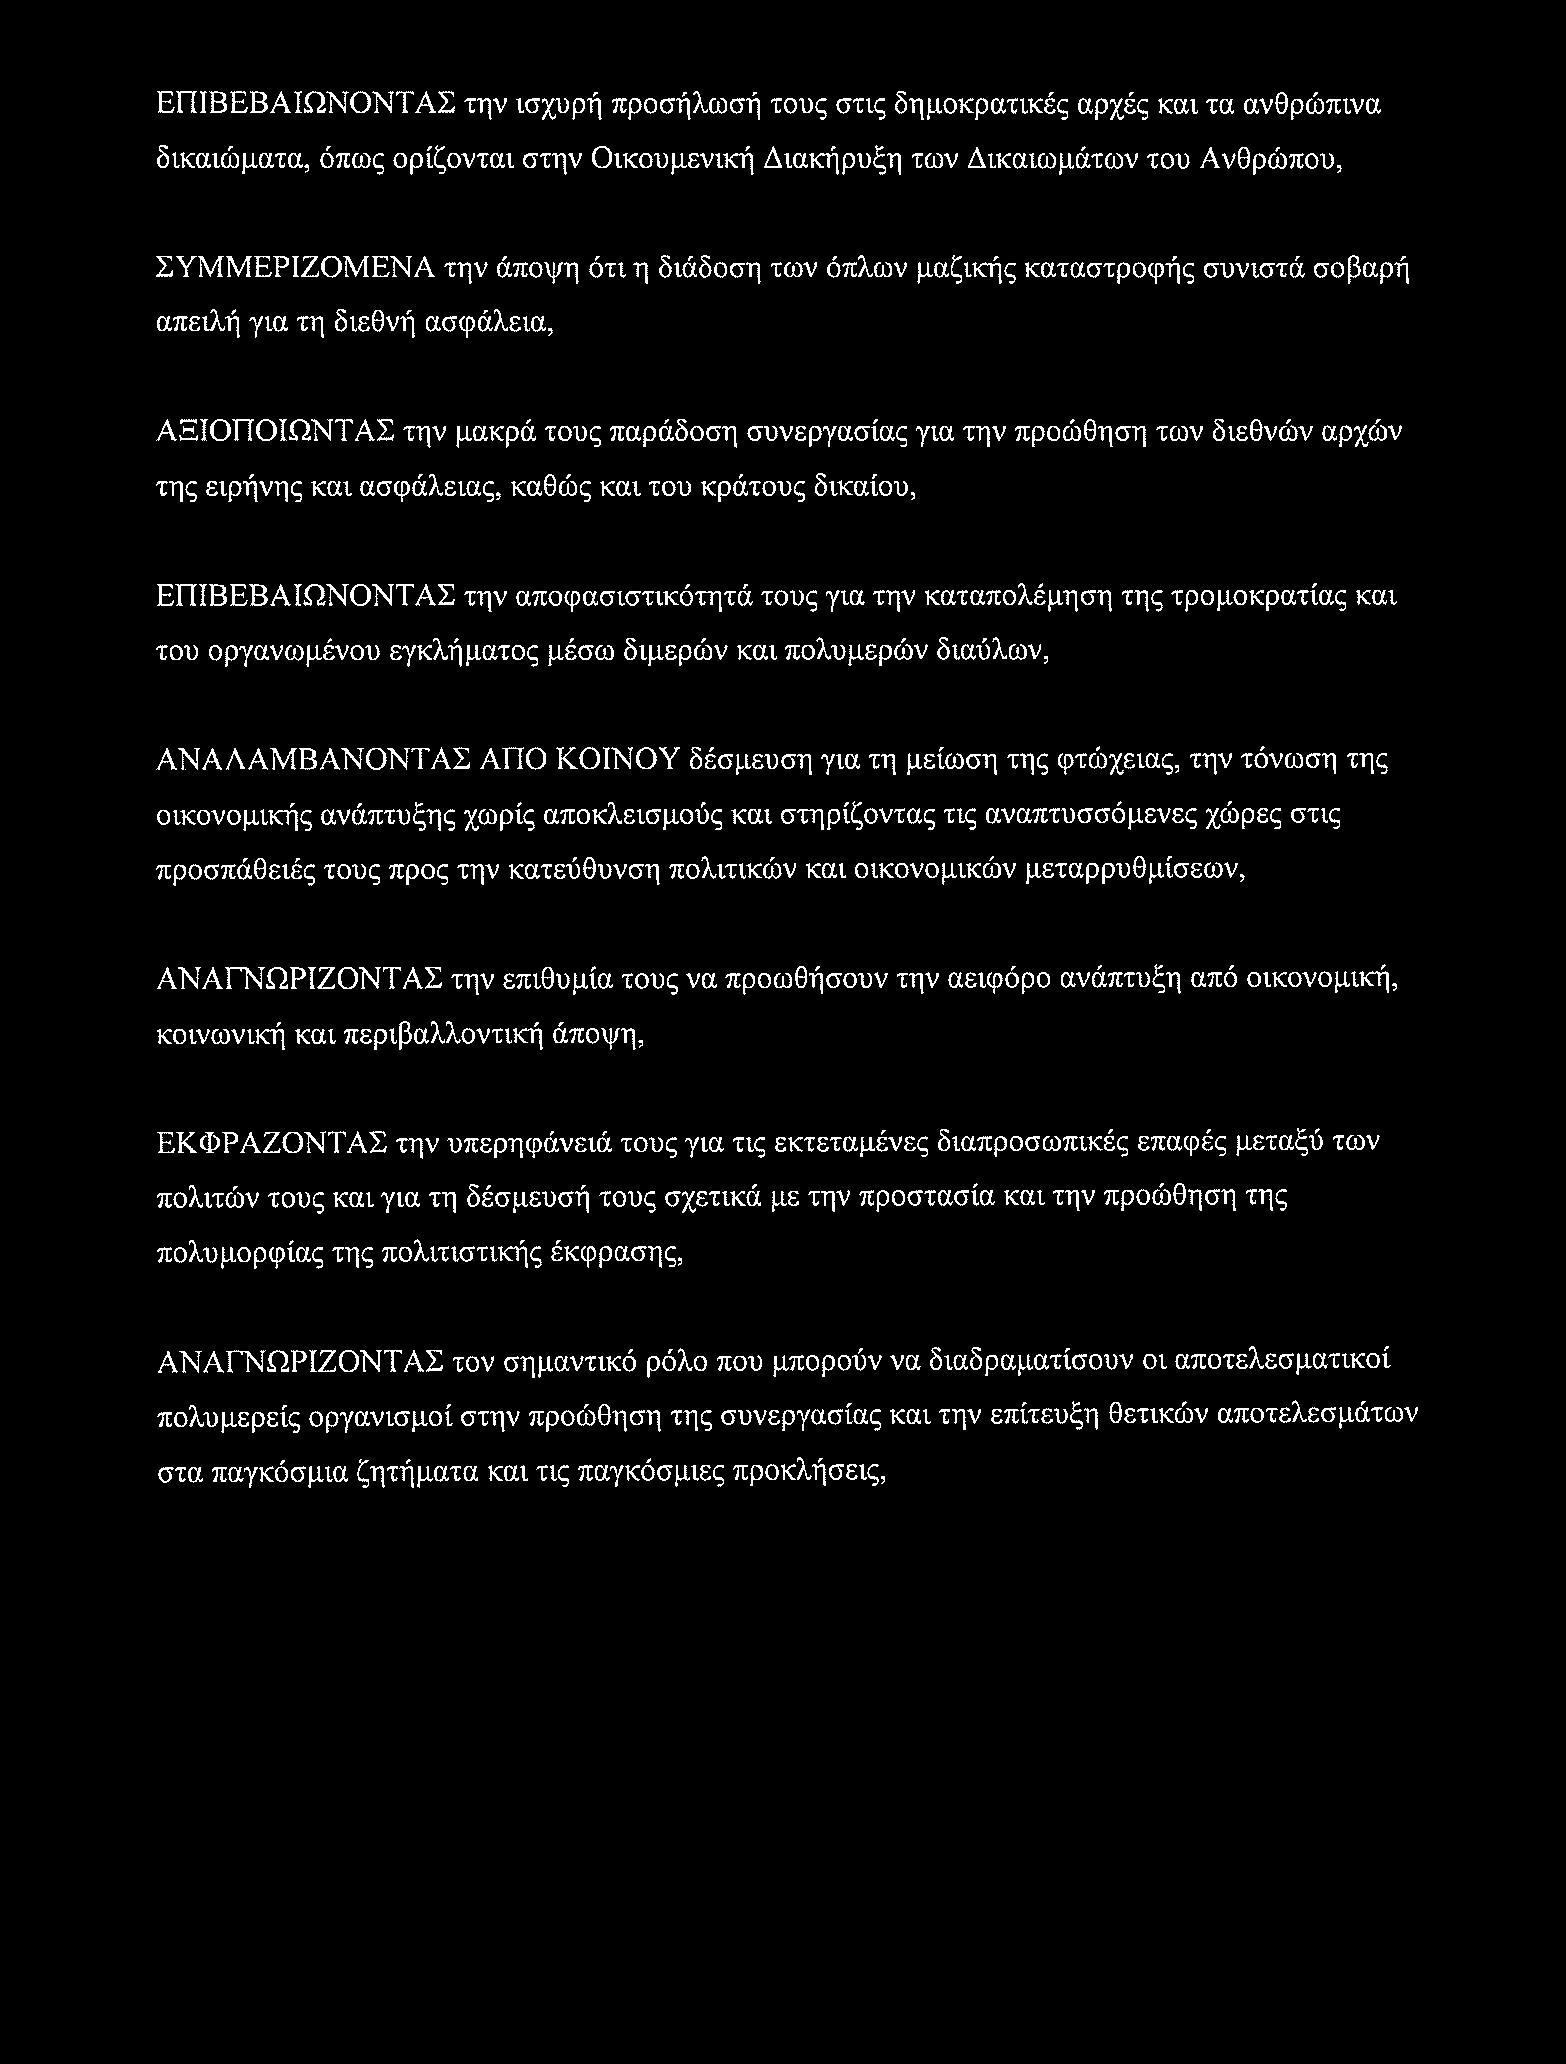 ΕΠΙΒΕΒΑΙΩΝΟΝΤΑΣ την ισχυρή προσήλωσή τους στις δημοκρατικές αρχές και τα ανθρώπινα
δικαιώματα, όπως ορίζονται στην Οικουμενική Διακήρυξη των Δικαιωμάτων του Ανθρώπου,
ΣΥΜΜΕΡΙΖΟΜΕΝΑ την άποψη ότι η διάδοση των όπλων μαζικής καταστροφής συνιστά σοβαρή
απειλή για τη διεθνή ασφάλεια,
ΑΞΙΟΠΟΙΩΝΤΑΣ την μακρά τους παράδοση συνεργασίας για την προώθηση των διεθνών αρχών
της ειρήνης και ασφάλειας, καθώς και του κράτους δικαίου,
ΕΠΙΒΕΒΑΙΩΝΟΝΤΑΣ την αποφασιστικότητά τους για την καταπολέμηση της τρομοκρατίας και
του οργανωμένου εγκλήματος μέσω διμερών και πολυμερών διαύλων,
ΑΝΑΛΑΜΒΑΝΟΝΤΑΣ ΑΠΟ ΚΟΙΝΟΥ δέσμευση για τη μείωση της φτώχειας, την τόνωση της
οικονομικής ανάπτυξης χωρίς αποκλεισμούς και στηρίζοντας τις αναπτυσσόμενες χώρες στις
προσπάθειές τους προς την κατεύθυνση πολιτικών και οικονομικών μεταρρυθμίσεων,
ΑΝΑΓΝΩΡΙΖΟΝΤΑΣ την επιθυμία τους να προωθήσουν την αειφόρο ανάπτυξη από οικονομική,
κοινωνική και περιβαλλοντική άποψη,
ΕΚΦΡΑΖΟΝΤΑΣ την υπερηφάνειά τους για τις εκτεταμένες διαπροσωπικές επαφές μεταξύ των
πολιτών τους και για τη δέσμευσή τους σχετικά με την προστασία και την προώθηση της
πολυμορφίας της πολιτιστικής έκφρασης,
ΑΝΑΓΝΩΡΙΖΟΝΤΑΣ τον σημαντικό ρόλο που μπορούν να διαδραματίσουν οι αποτελεσματικοί
πολυμερείς οργανισμοί στην προώθηση της συνεργασίας και την επίτευξη θετικών αποτελεσμάτων
στα παγκόσμια ζητήματα και τις παγκόσμιες προκλήσεις,